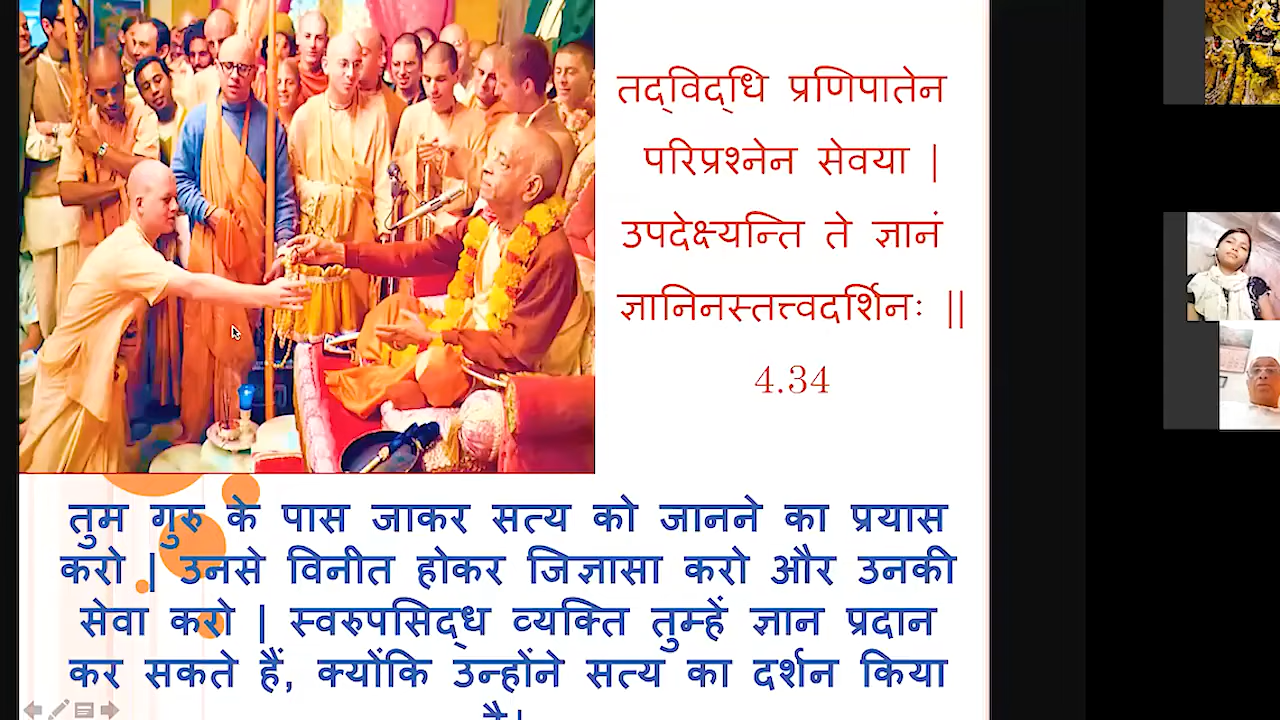 तद्‌विद्‌धि प्रणिपातेन
परिप्रश्नेन सेवया |
उपदेक्ष्यन्ति ते ज्ञानं
ज्ञानिनस्तत्त्वदर्शिनः ||
4.34
तुम गुरु के पास जाकर सत्य को जानने का प्रयास
करो | उनसे विनीत होकर जिज्ञासा करो और उनकी
सेवा करो | स्वरुपसिद्‌ध व्यक्ति तुम्हें ज्ञान प्रदान
कर सकते हैं, क्योंकि उन्होंने सत्य का दर्शन किया
है|